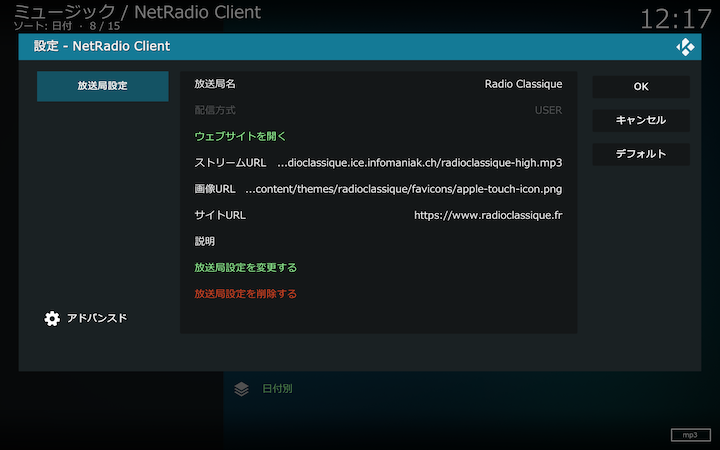 ミュージック / NetRadio Client
ソート: 日付 · 8 / 15
12:17
設定 - NetRadio Client
放送局設定
放送局名 Radio Classique
配信方式 USER
ウェブサイトを開く
ストリームURL ...dioclassique.ice.infomaniak.ch/radioclassique-high.mp3
画像URL ...content/themes/radioclassique/favicons/apple-touch-icon.png
サイトURL https://www.radioclassique.fr
説明
放送局設定を変更する
放送局設定を削除する
OK
キャンセル
デフォルト
アドバンスド
日付別
mp3